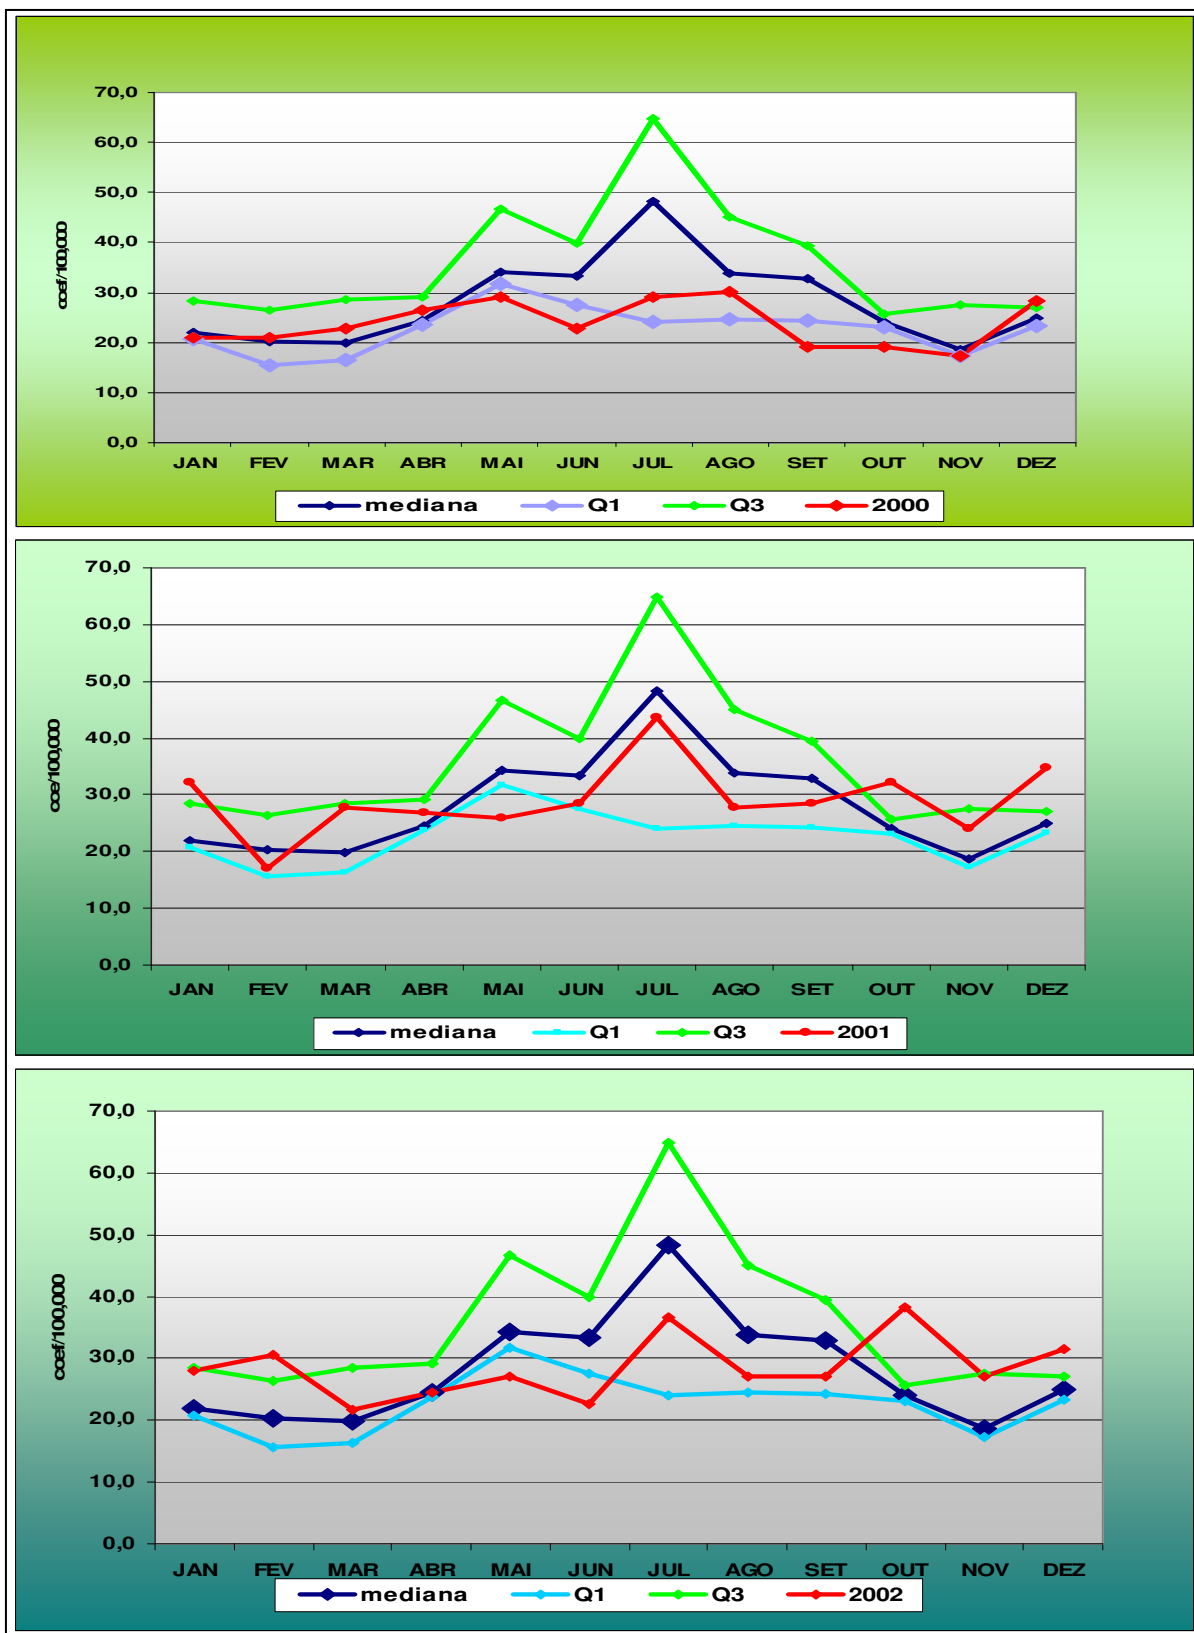 70,0
60,0
50,0
40,0
30,0
20,0
10,0
0,0
coef/100,000
JAN FEV MAR ABR MAI JUN JUL AGO SET OUT NOV DEZ
mediana Q1 Q3 2000
70,0
60,0
50,0
40,0
30,0
20,0
10,0
0,0
coe/100,000
JAN FEV MAR ABR MAI JUN JUL AGO SET OUT NOV DEZ
mediana Q1 Q3 2001
70,0
60,0
50,0
40,0
30,0
20,0
10,0
0,0
coef/100,000
JAN FEV MAR ABR MAI JUN JUL AGO SET OUT NOV DEZ
mediana Q1 Q3 2002